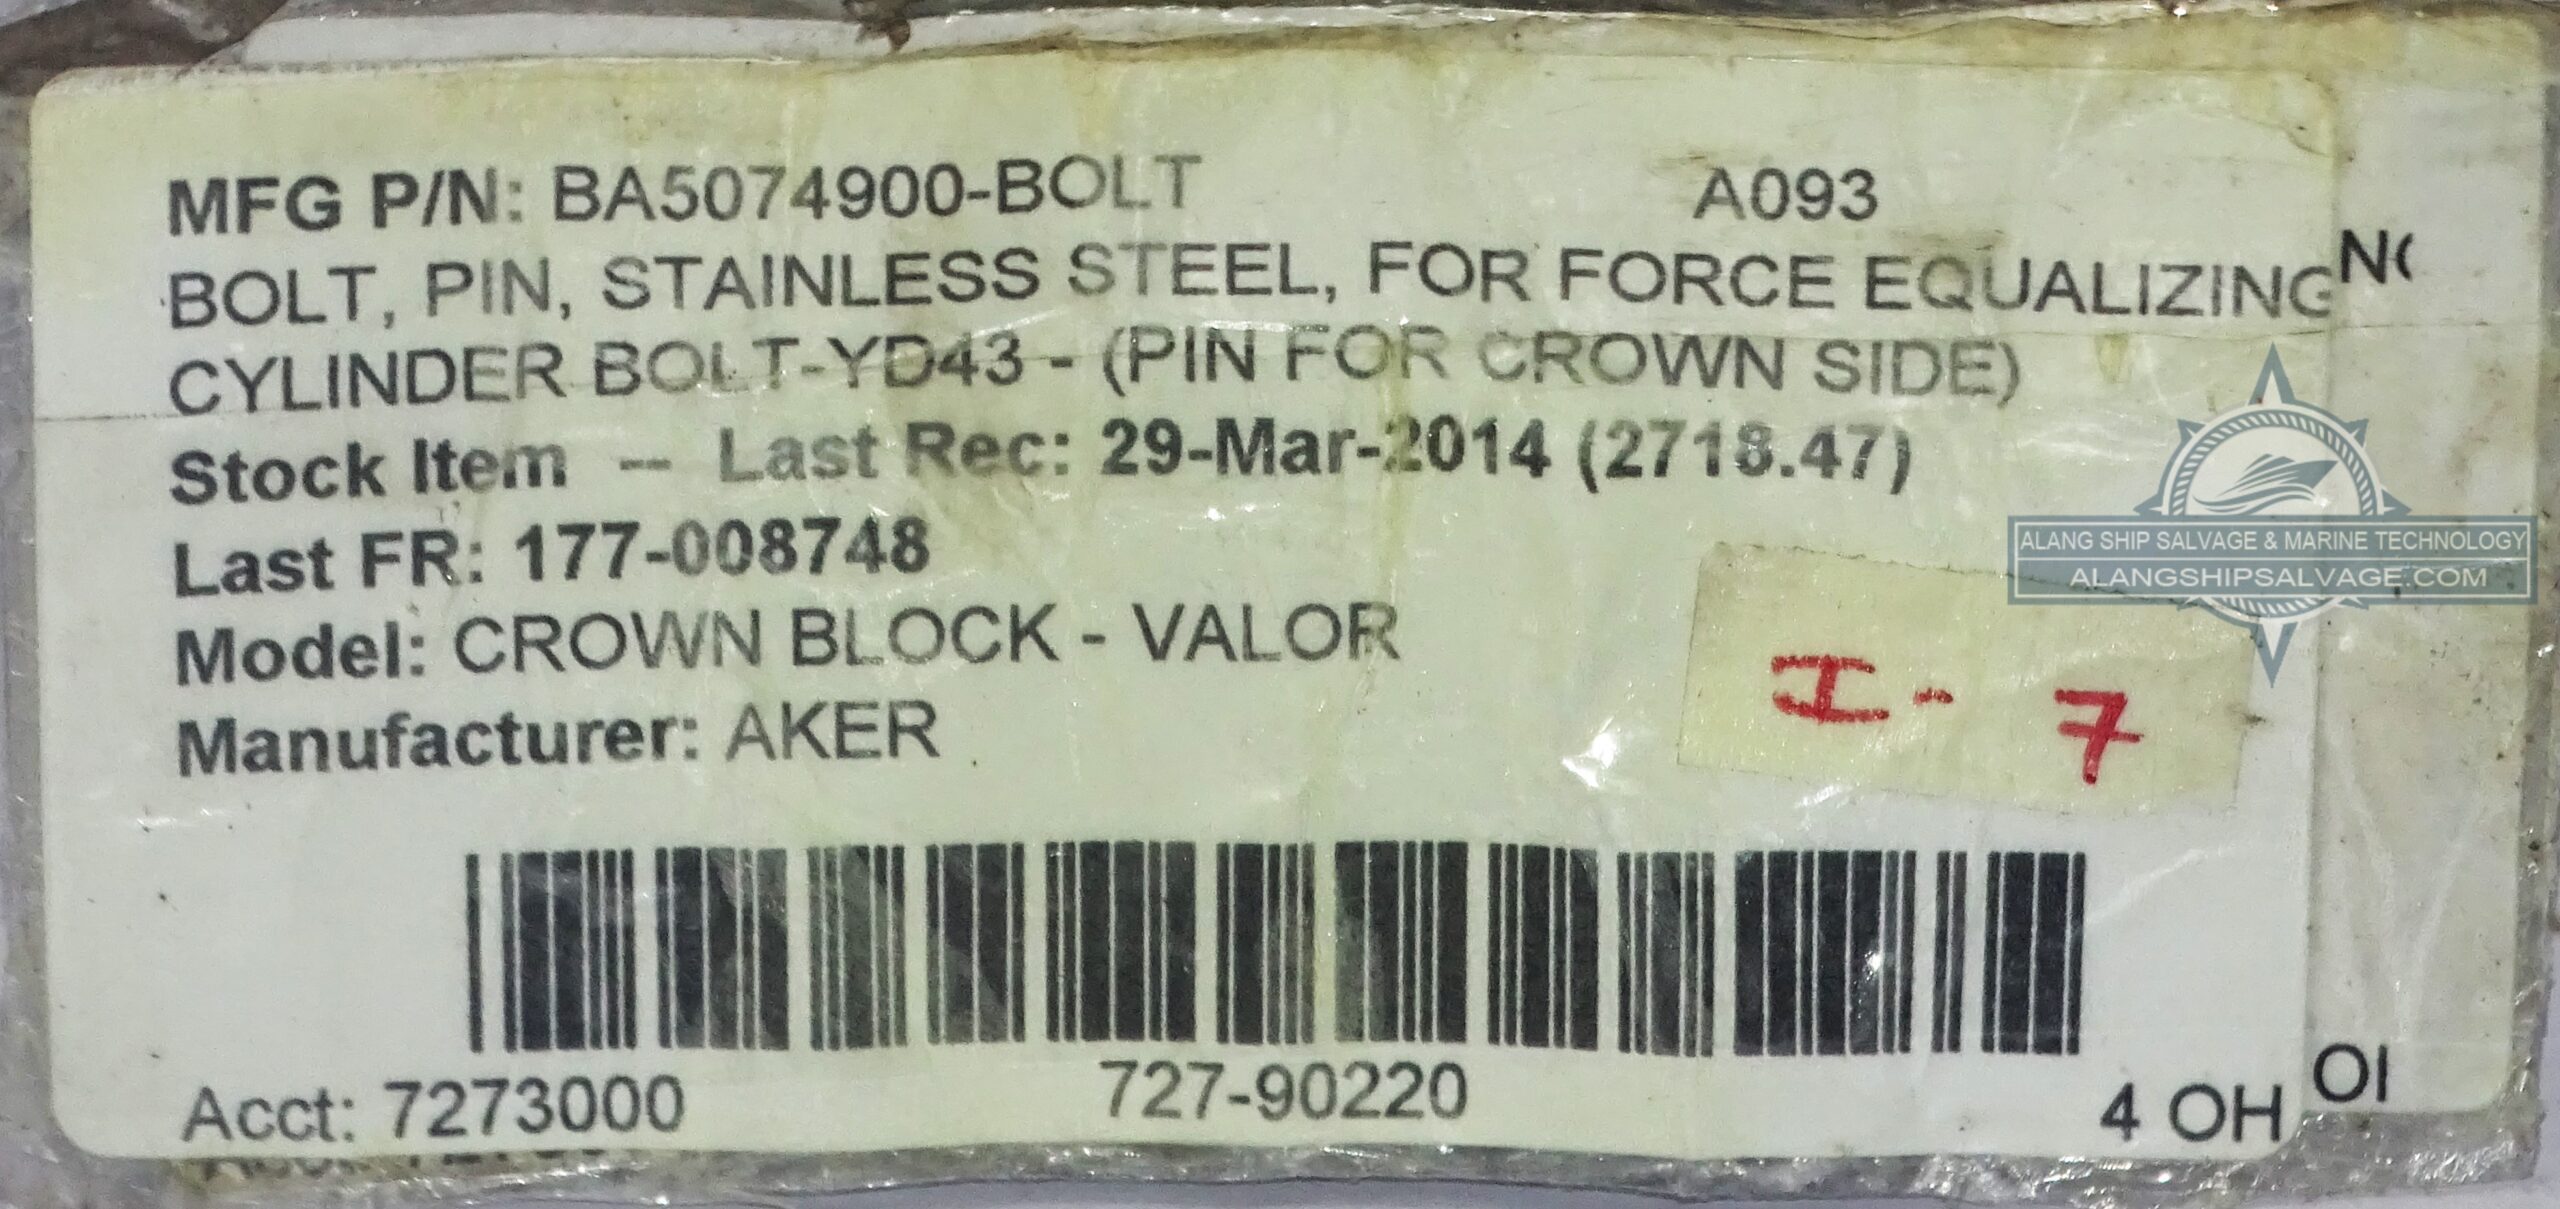 MFG P/N: BA5074900-BOLT A093
BOLT, PIN, STAINLESS STEEL, FOR FORCE EQUALIZING
CYLINDER BOLT-YD43 - (PIN FOR CROWN SIDE)
Stock Item -- Last Rec: 29-Mar-2014 (2718.47)
Last FR: 177-008748
Model: CROWN BLOCK - VALOR
Manufacturer: AKER
ALANG SHIP SALVAGE & MARINE TECHNOLOGY
ALANGSHIPSALVAGE.COM
I - 7
727-90220
Acct: 7273000
4 OH